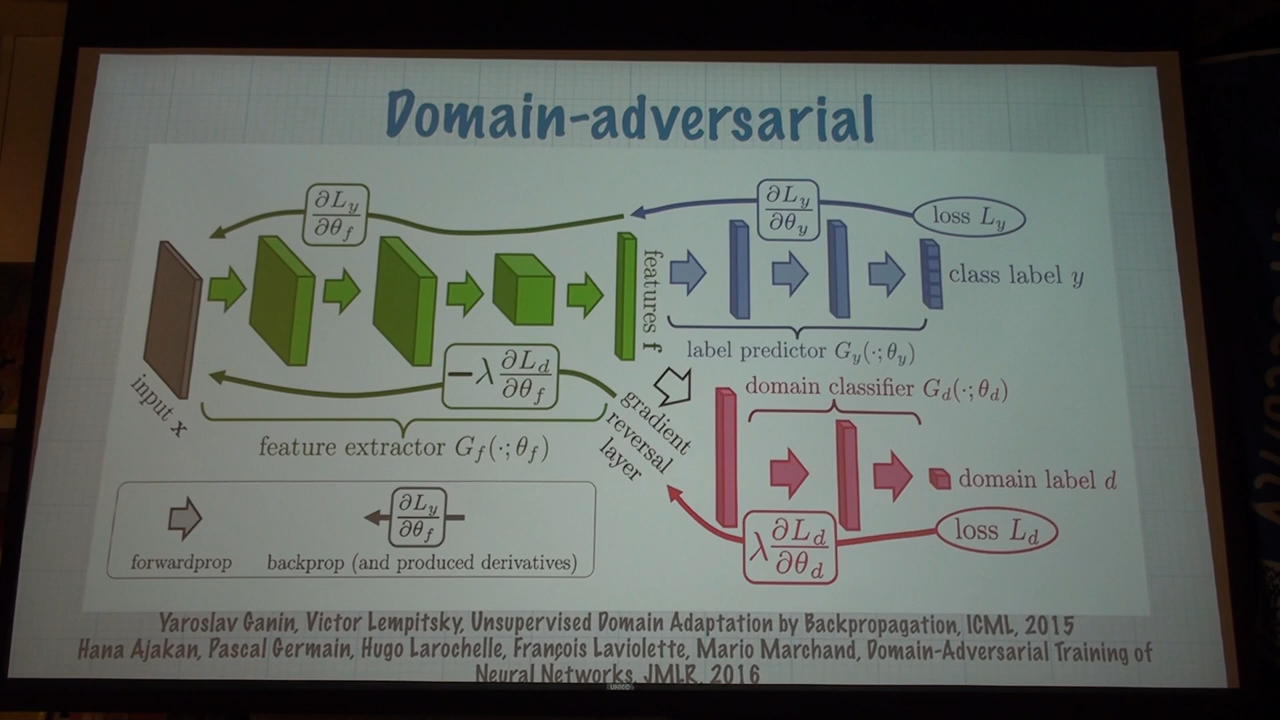 Domain-adversarial
∂L_y
∂θ_f
∂L_y
∂θ_y
loss L_y
features f
class label y
label predictor G_y(·;θ_y)
input x
−λ ∂L_d
∂θ_f
gradient
reversal
layer
domain classifier G_d(·;θ_d)
feature extractor G_f(·;θ_f)
domain label d
λ ∂L_d
∂θ_d
loss L_d
∂L_y
∂θ_f
forwardprop
backprop (and produced derivatives)
Yaroslav Ganin, Victor Lempitsky, Unsupervised Domain Adaptation by Backpropagation, ICML, 2015
Hana Ajakan, Pascal Germain, Hugo Larochelle, François Laviolette, Mario Marchand, Domain-Adversarial Training of
Neural Networks, JMLR, 2016